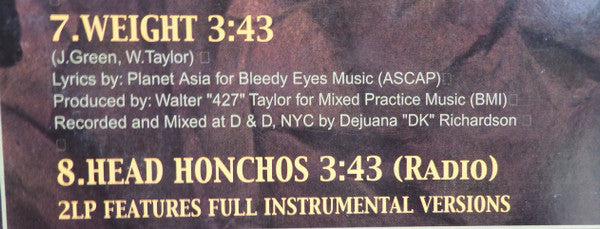 7.WEIGHT 3:43
(J.Green, W.Taylor)
Lyrics by: Planet Asia for Bleedy Eyes Music (ASCAP)
Produced by: Walter "427" Taylor for Mixed Practice Music (BMI)
Recorded and Mixed at D & D, NYC by Dejuana "DK" Richardson
8.HEAD HONCHOS 3:43 (RADIO)
2LP FEATURES FULL INSTRUMENTAL VERSIONS